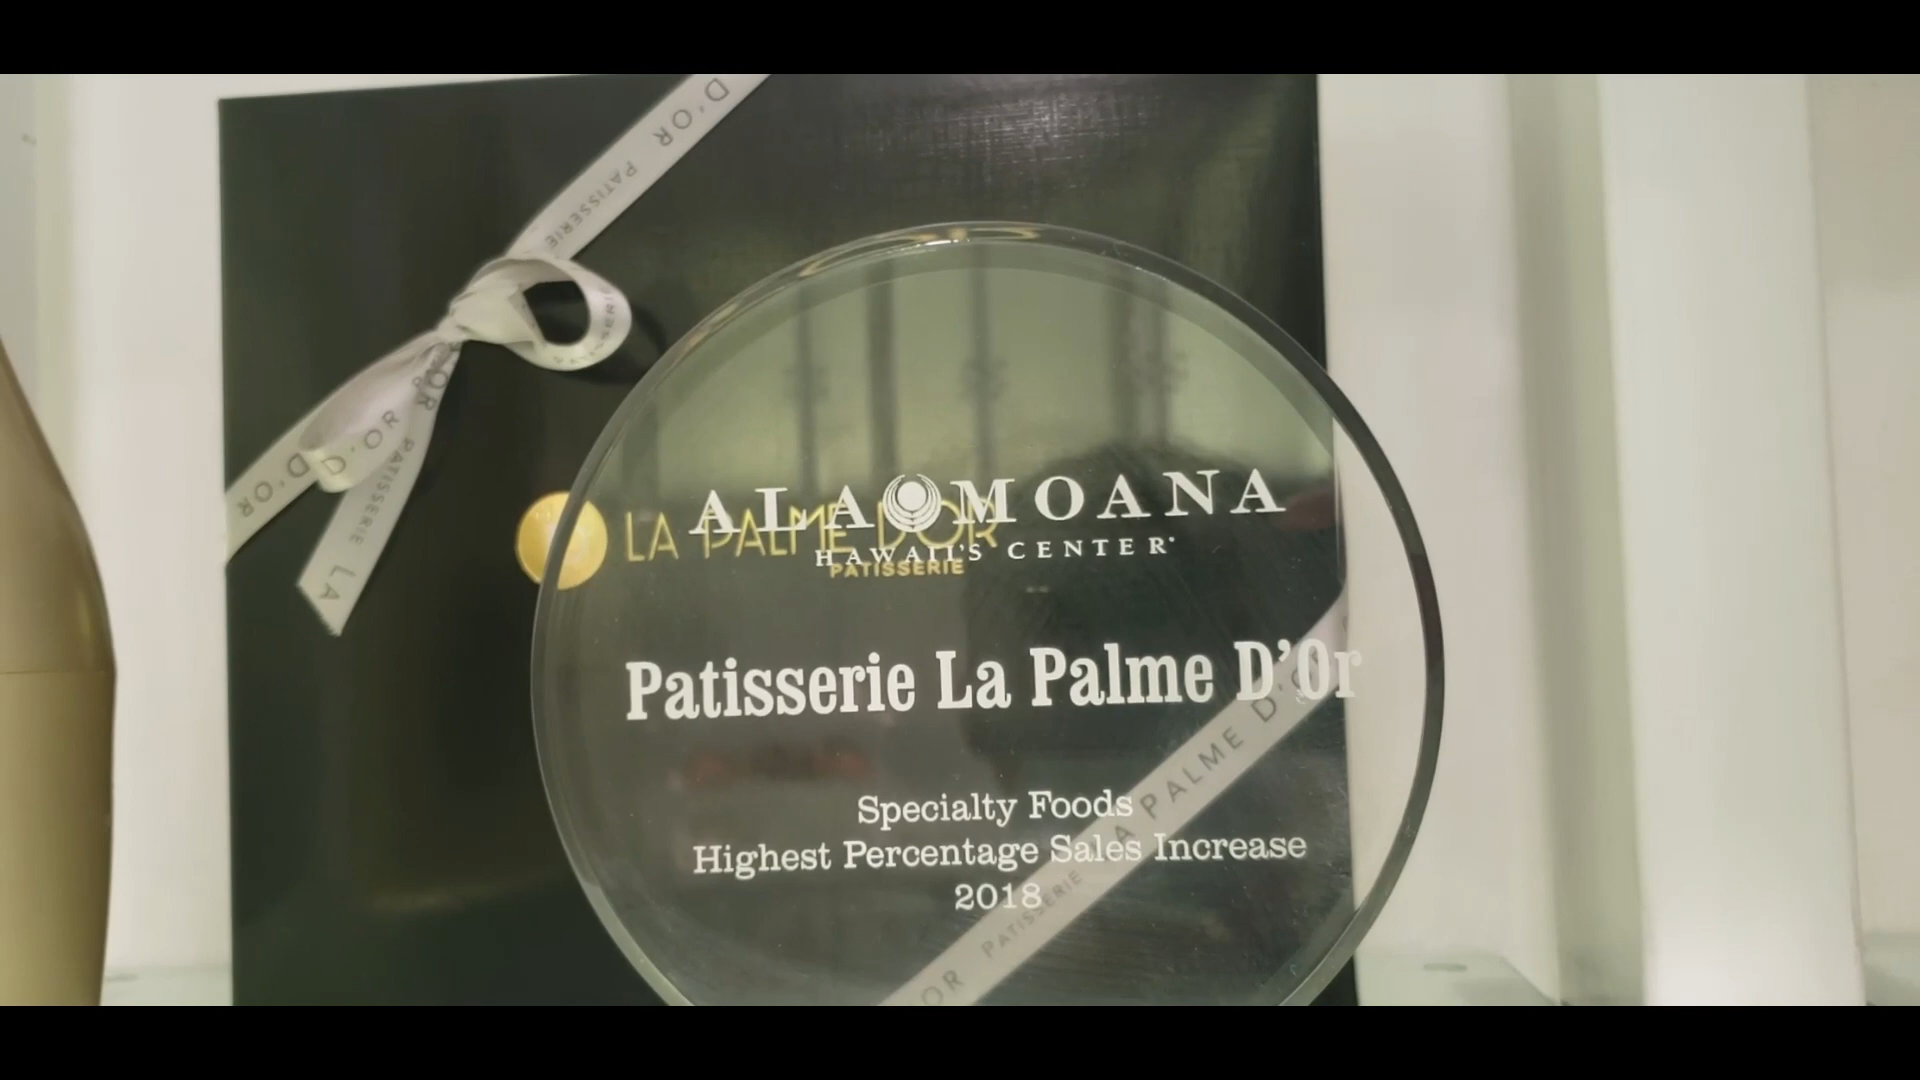 D'OR PATISSERIE
D'OR
D'OR
PATISSERIE LA
LA PALME D'OR
PATISSERIE
ALA MOANA
HAWAII'S CENTER
Patisserie La Palme D'Or
Specialty Foods
Highest Percentage Sales Increase
2018
OR PATISSERIE LA PALME D'O